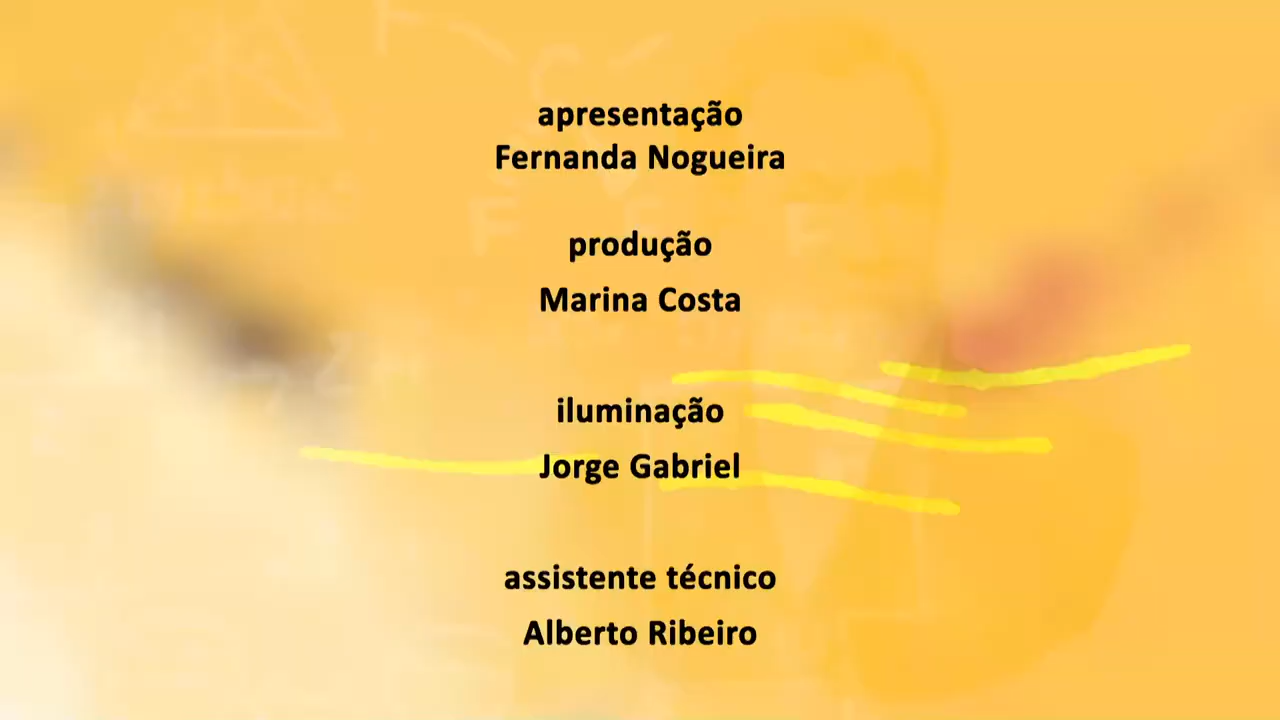 apresentação
Fernanda Nogueira
produção
Marina Costa
iluminação
Jorge Gabriel
assistente técnico
Alberto Ribeiro